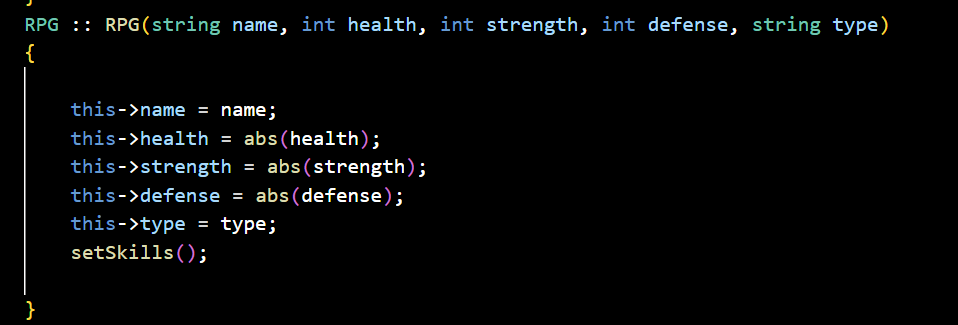 }
RPG :: RPG(string name, int health, int strength, int defense, string type)
{
this->name = name;
this->health = abs(health);
this->strength = abs(strength);
this->defense = abs(defense);
this->type = type;
setSkills();
}